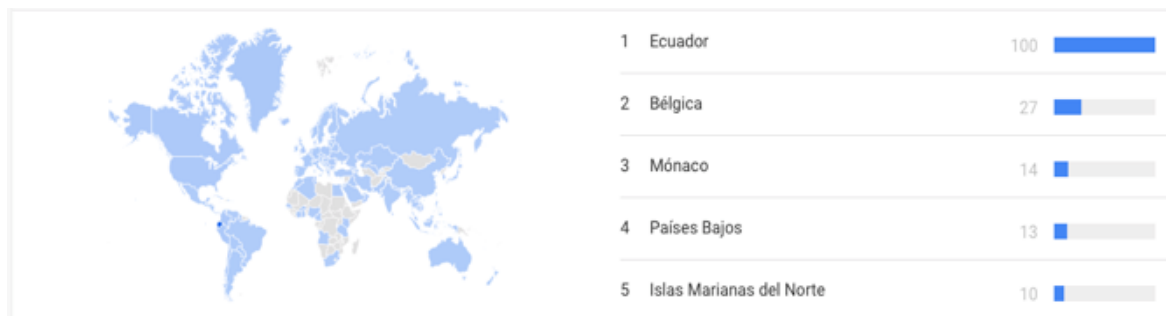 1 Ecuador 100
2 Bélgica 27
3 Mónaco 14
4 Países Bajos 13
5 Islas Marianas del Norte 10